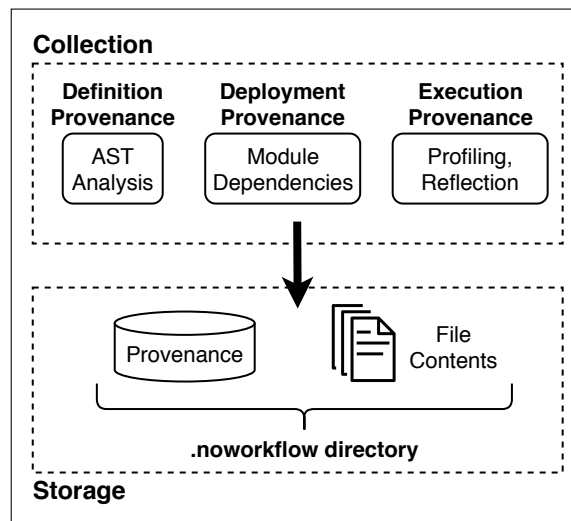 Collection
Definition
Provenance
AST
Analysis
Deployment
Provenance
Module
Dependencies
Execution
Provenance
Profiling,
Reflection
Provenance
File
Contents
.noworkflow directory
Storage